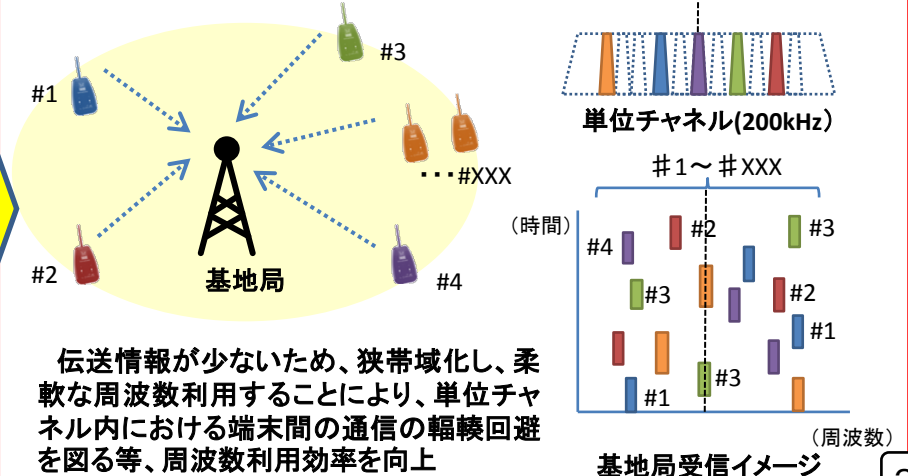 #1
#3
・・・#XXX
#2
基地局
#4
伝送情報が少ないため、狭帯域化し、柔
軟な周波数利用することにより、単位チャ
ネル内における端末間の通信の輻輳回避
を図る等、周波数利用効率を向上
単位チャネル(200kHz)
#1~#XXX
(時間)
#2
#3
#4
#3
#2
#1
#3
#1
(周波数)
基地局受信イメージ